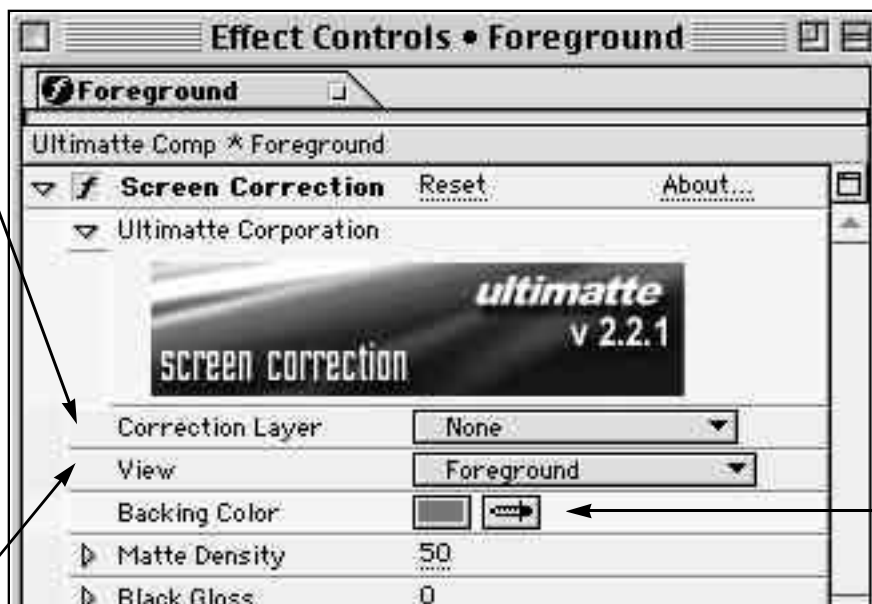 Effect Controls • Foreground
Foreground
Ultimatte Comp * Foreground
f Screen Correction Reset About...
Ultimatte Corporation
ultimatte
v 2.2.1
screen correction
Correction Layer None
View Foreground
Backing Color
Matte Density 50
Black Gloss 0